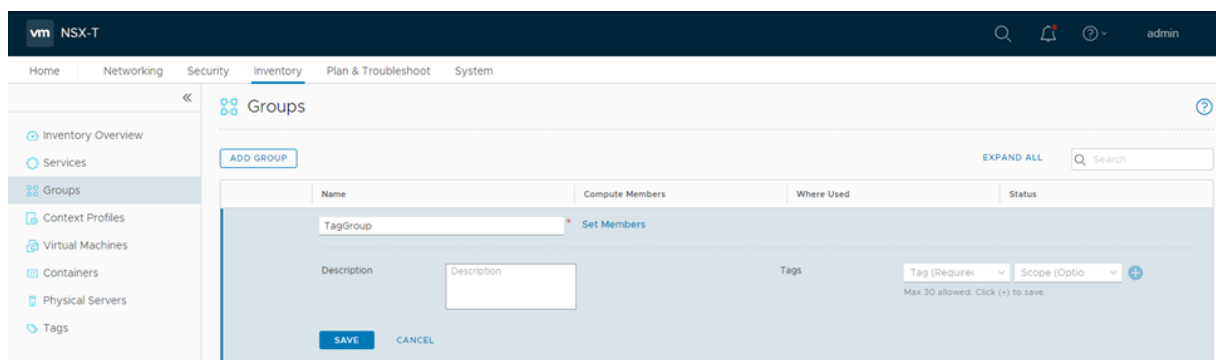 vm NSX-T admin
Home Networking Security Inventory Plan & Troubleshoot System
Groups
Inventory Overview
Services
Groups
Context Profiles
Virtual Machines
Containers
Physical Servers
Tags
ADD GROUP EXPAND ALL Search
Name Compute Members Where Used Status
TagGroup * Set Members
Description Description Tags Tag (Require Scope (Optio
Max 30 allowed. Click (+) to save.
SAVE CANCEL